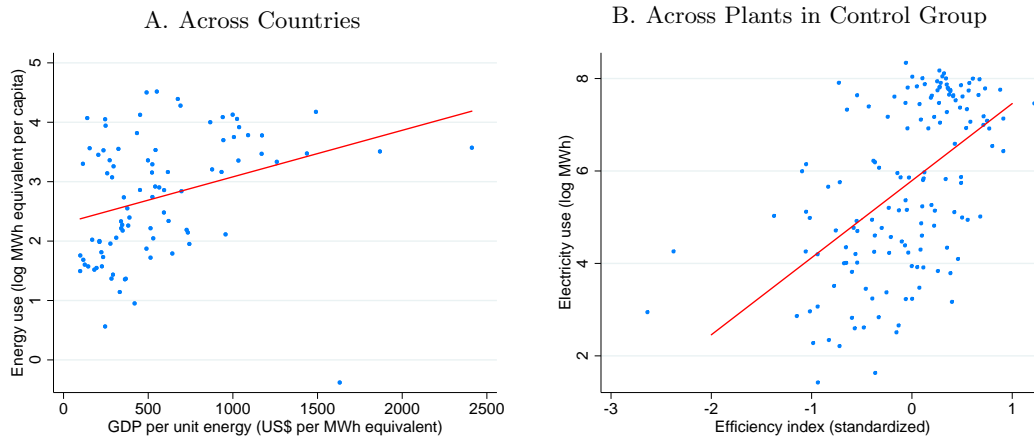 A. Across Countries
Energy use (log MWh equivalent per capita)
5
4
3
2
1
0
0 500 1000 1500 2000 2500
GDP per unit energy (US$ per MWh equivalent)
B. Across Plants in Control Group
Electricity use (log MWh)
8
6
4
2
-3 -2 -1 0 1
Efficiency index (standardized)